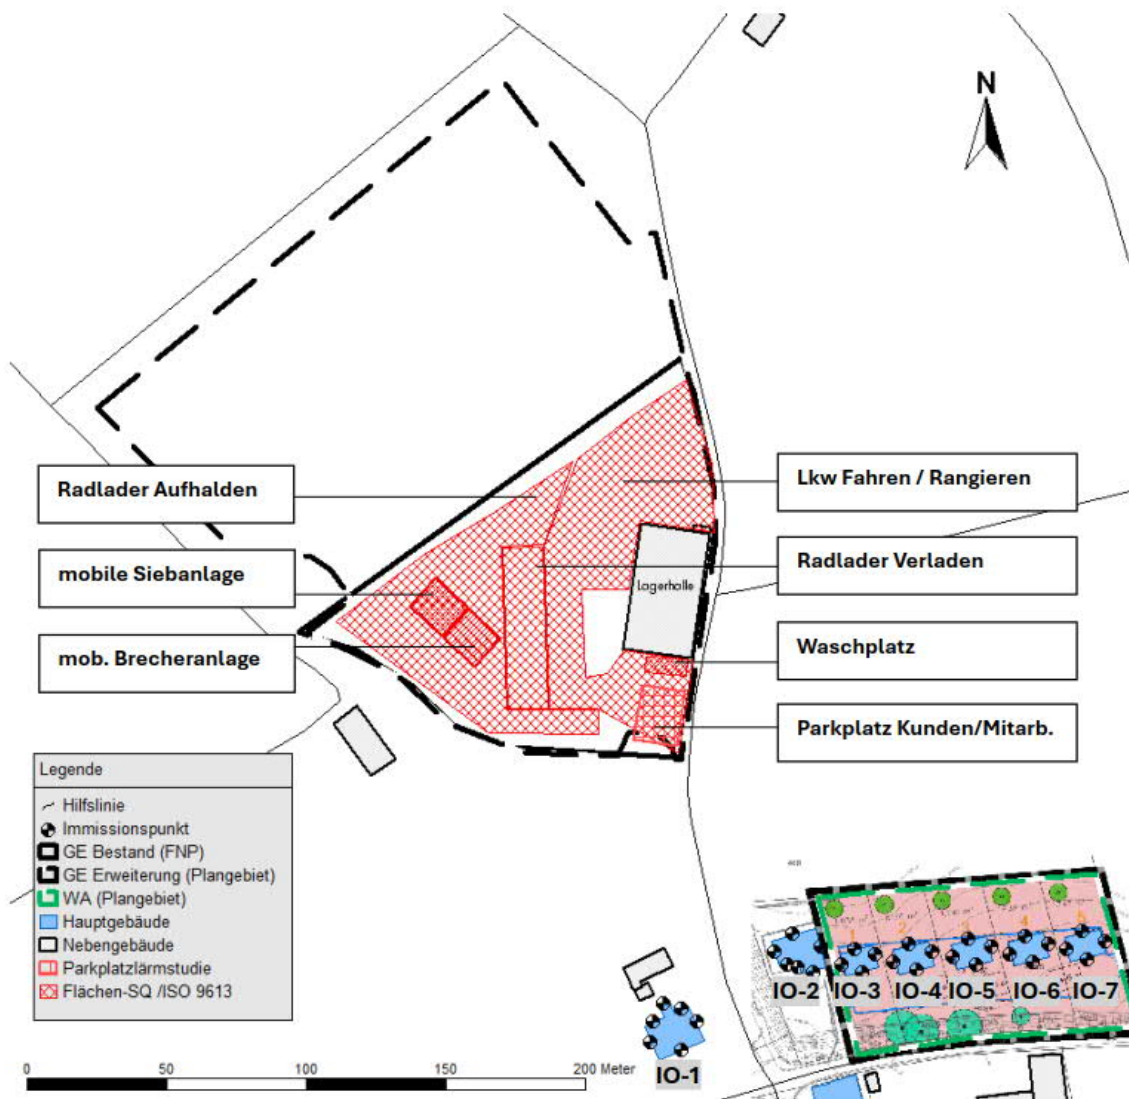 N
Radlader Aufhalden
mobile Siebanlage
mob. Brecheranlage
Lkw Fahren / Rangieren
Radlader Verladen
Waschplatz
Parkplatz Kunden/Mitarb.
Lagerhalle
Legende
Hilfslinie
Immissionspunkt
GE Bestand (FNP)
GE Erweiterung (Plangebiet)
WA (Plangebiet)
Hauptgebäude
Nebengebäude
Parkplatzlärmstudie
Flächen-SQ /ISO 9613
1 2 3 4 5
IO-2 IO-3 IO-4 IO-5 IO-6 IO-7
IO-1
0 50 100 150 200 Meter